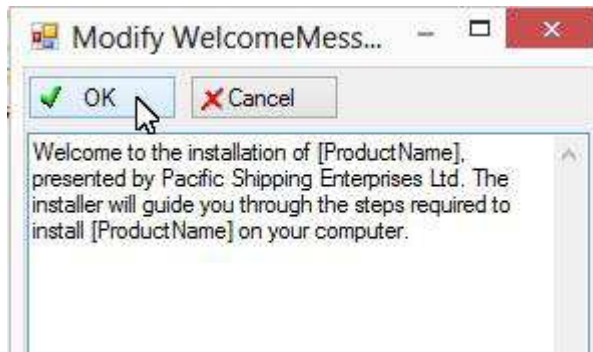 Modify WelcomeMess...
OK
Cancel
Welcome to the installation of [ProductName],
presented by Pacific Shipping Enterprises Ltd. The
installer will guide you through the steps required to
install [ProductName] on your computer.